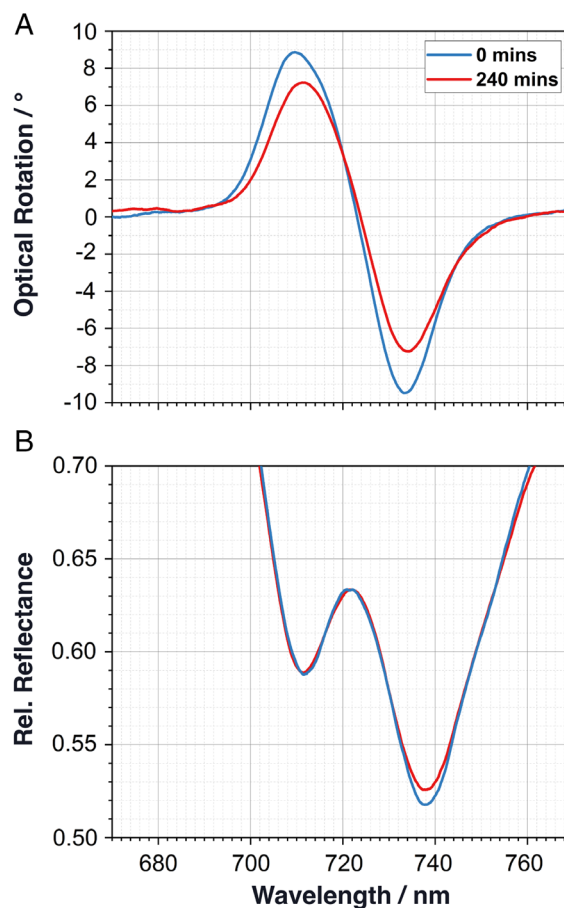 A
10
8
6
4
2
0
-2
-4
-6
-8
-10
Optical Rotation / °
0 mins
240 mins
B
0.70
0.65
0.60
0.55
0.50
Rel. Reflectance
680 700 720 740 760
Wavelength / nm